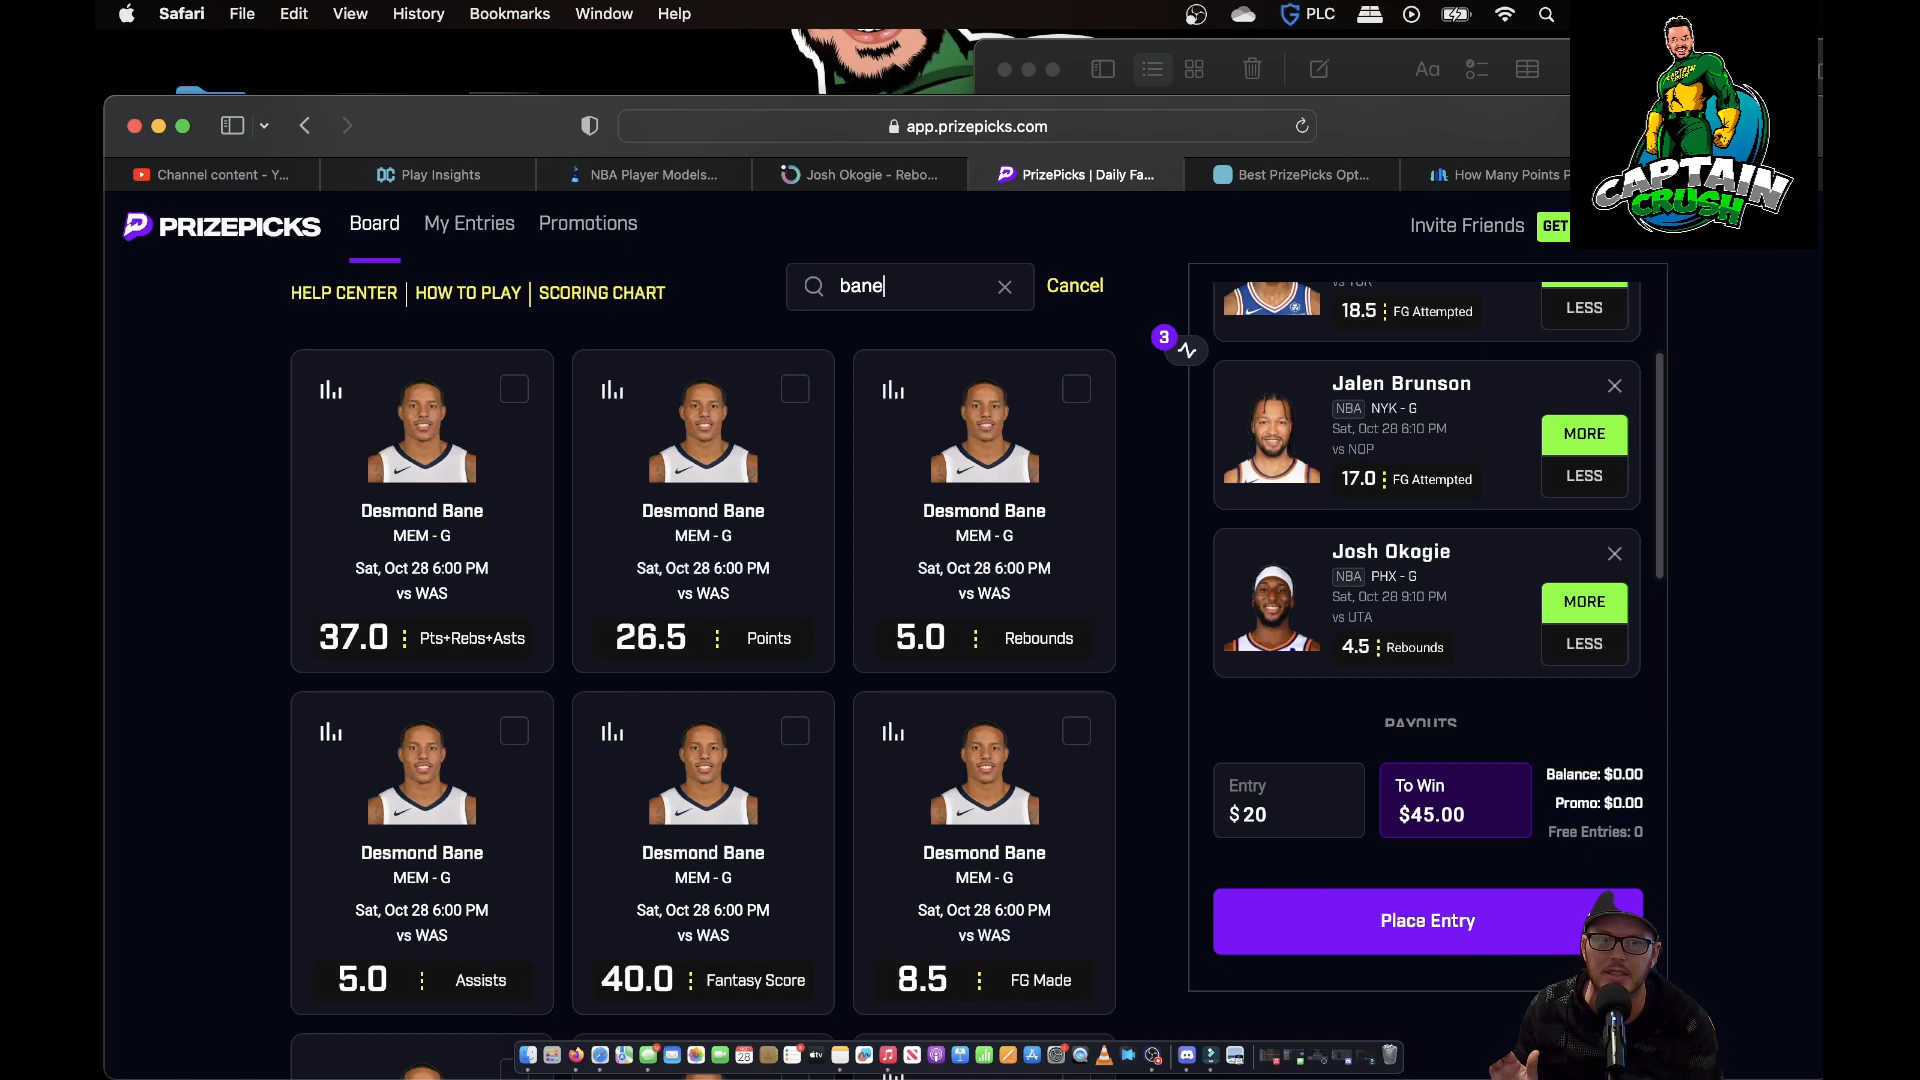 Safari File Edit View History Bookmarks Window Help
PLC
Aa
app.prizepicks.com
Channel content - Y...
Play Insights
NBA Player Models...
Josh Okogie - Rebo...
PrizePicks | Daily Fa...
Best PrizePicks Opt...
How Many Points P
CAPTAIN
CAPTAIN
CRUSH
PRIZEPICKS
Board
My Entries
Promotions
Invite Friends
GET
HELP CENTER
HOW TO PLAY
SCORING CHART
bane
Cancel
3
Desmond Bane
MEM - G
Sat, Oct 28 6:00 PM
vs WAS
37.0 Pts+Rebs+Asts
Desmond Bane
MEM - G
Sat, Oct 28 6:00 PM
vs WAS
26.5 Points
Desmond Bane
MEM - G
Sat, Oct 28 6:00 PM
vs WAS
5.0 Rebounds
Desmond Bane
MEM - G
Sat, Oct 28 6:00 PM
vs WAS
5.0 Assists
Desmond Bane
MEM - G
Sat, Oct 28 6:00 PM
vs WAS
40.0 Fantasy Score
Desmond Bane
MEM - G
Sat, Oct 28 6:00 PM
vs WAS
8.5 FG Made
18.5 FG Attempted
LESS
Jalen Brunson
NBA NYK - G
Sat, Oct 28 6:10 PM
vs NOP
17.0 FG Attempted
MORE
LESS
Josh Okogie
NBA PHX - G
Sat, Oct 28 9:10 PM
vs UTA
4.5 Rebounds
MORE
LESS
PAYOUTS
Entry
$20
To Win
$45.00
Balance: $0.00
Promo: $0.00
Free Entries: 0
Place Entry
28
tv